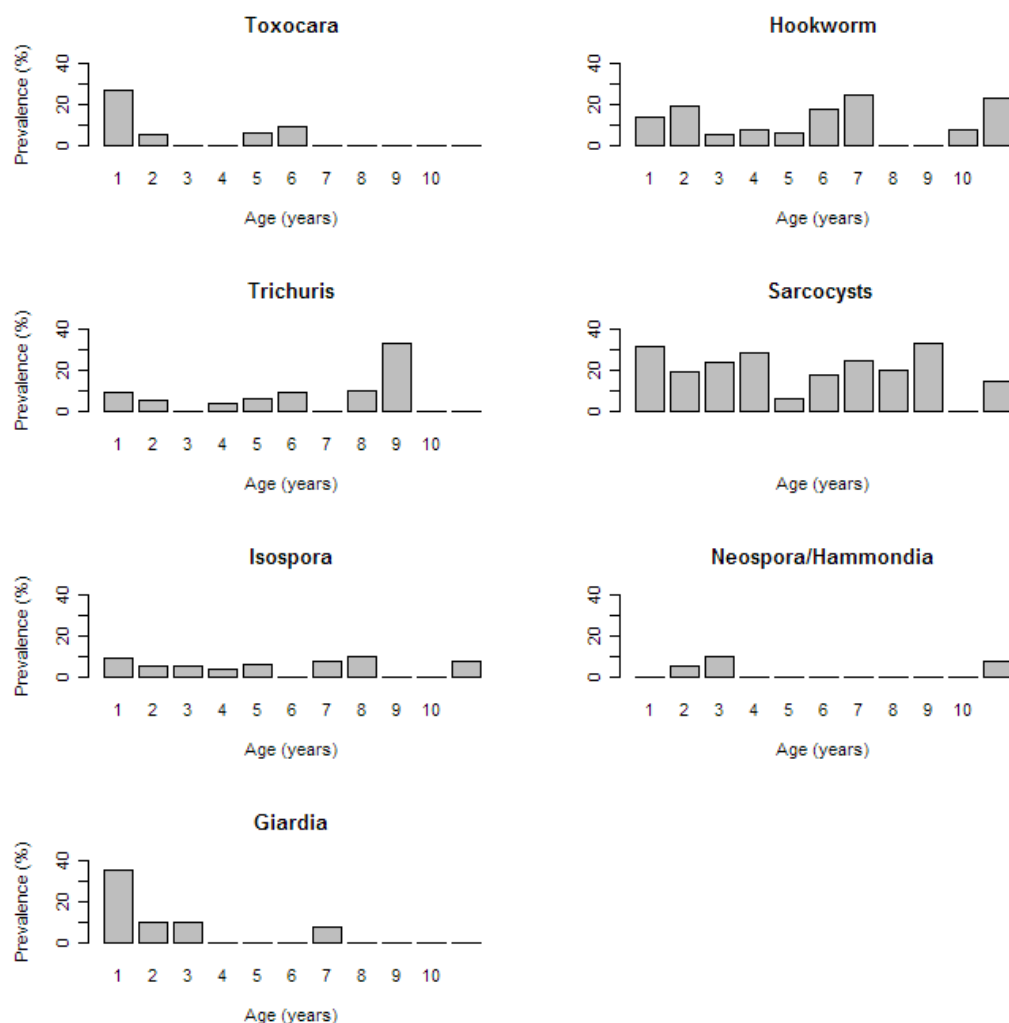 Toxocara
Prevalence (%)
0 20 40
1 2 3 4 5 6 7 8 9 10
Age (years)
Hookworm
Prevalence (%)
0 20 40
1 2 3 4 5 6 7 8 9 10
Age (years)
Trichuris
Prevalence (%)
0 20 40
1 2 3 4 5 6 7 8 9 10
Age (years)
Sarcocysts
Prevalence (%)
0 20 40
Age (years)
Isospora
Prevalence (%)
0 20 40
1 2 3 4 5 6 7 8 9 10
Age (years)
Neospora/Hammondia
Prevalence (%)
0 20 40
1 2 3 4 5 6 7 8 9 10
Age (years)
Giardia
Prevalence (%)
0 20 40
1 2 3 4 5 6 7 8 9 10
Age (years)